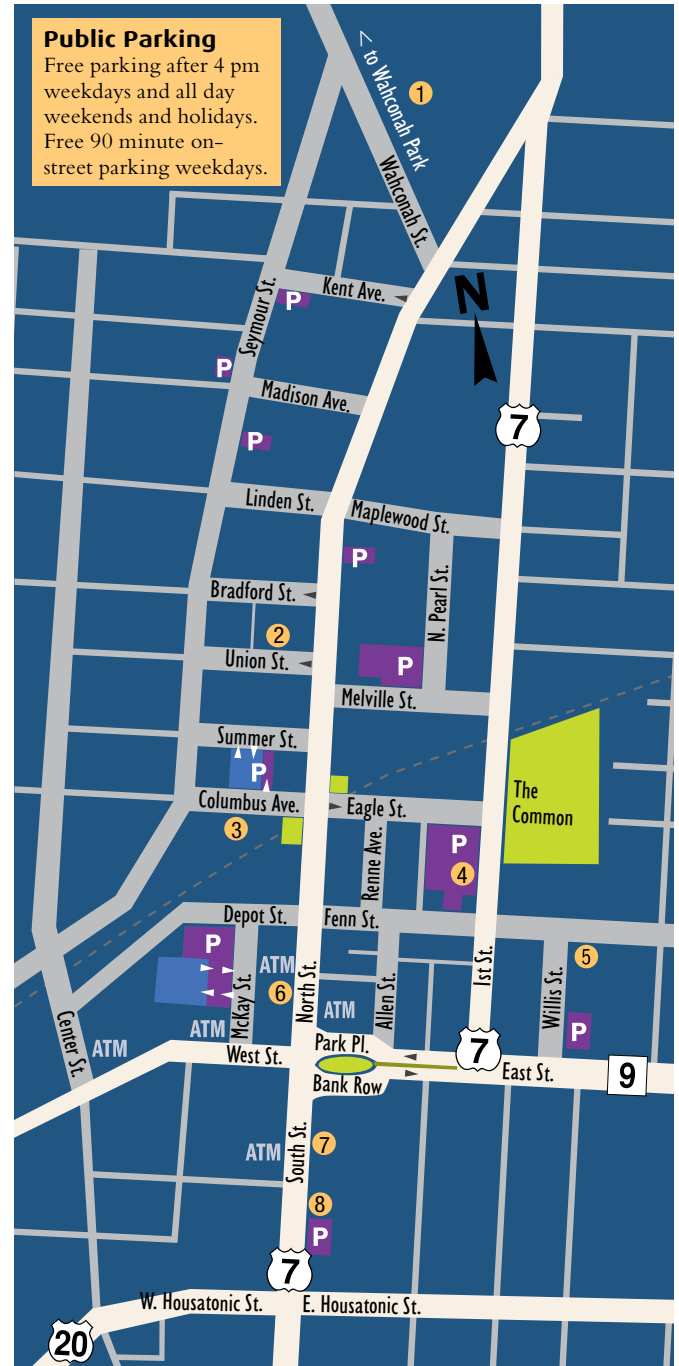 Public Parking
Free parking after 4 pm
weekdays and all day
weekends and holidays.
Free 90 minute on-
street parking weekdays.
< to Wahconah Park
1
Wahconah St.
N
Kent Ave.
P
Seymour St.
P
Madison Ave.
7
P
Linden St.
Maplewood St.
P
N. Pearl St.
Bradford St.
2
Union St.
P
Melville St.
Summer St.
P
The
Common
Columbus Ave.
Eagle St.
3
Renne Ave.
P
4
Depot St.
Fenn St.
P
McKay St.
ATM
6
North St.
ATM
Allen St.
1st St.
Willis St.
5
P
Center St.
ATM
ATM
West St.
Park Pl.
Bank Row
7
East St.
9
ATM
South St.
7
8
P
7
W. Housatonic St.
E. Housatonic St.
20